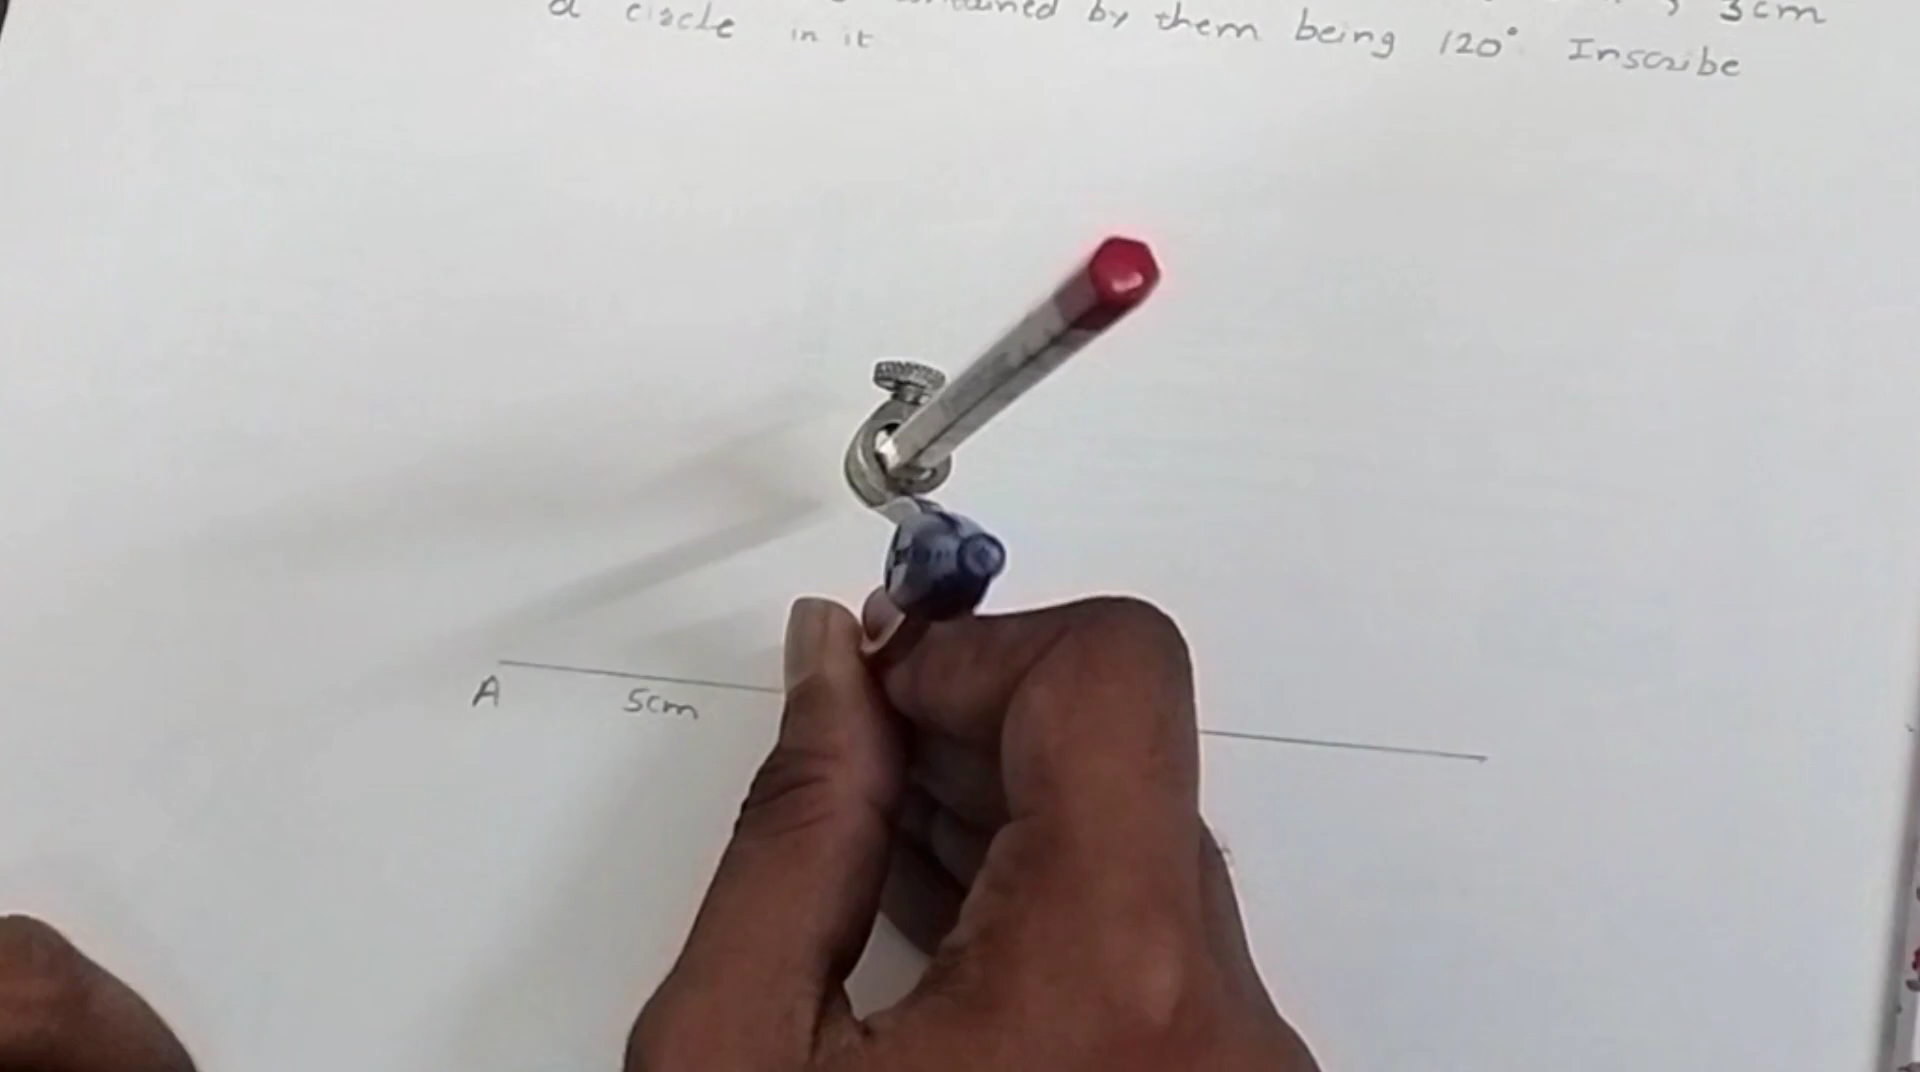 by them being 120° Inscribe
3cm
a circle in it
A
5cm